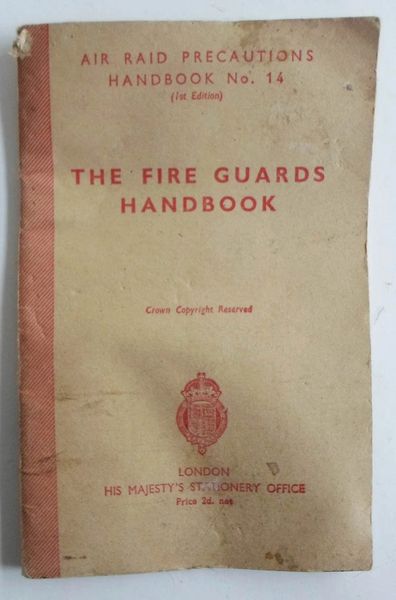 AIR RAID PRECAUTIONS
HANDBOOK No. 14
(1st Edition)
THE FIRE GUARDS
HANDBOOK
Crown Copyright Reserved
LONDON
HIS MAJESTY'S STATIONERY OFFICE
Price 2d. net